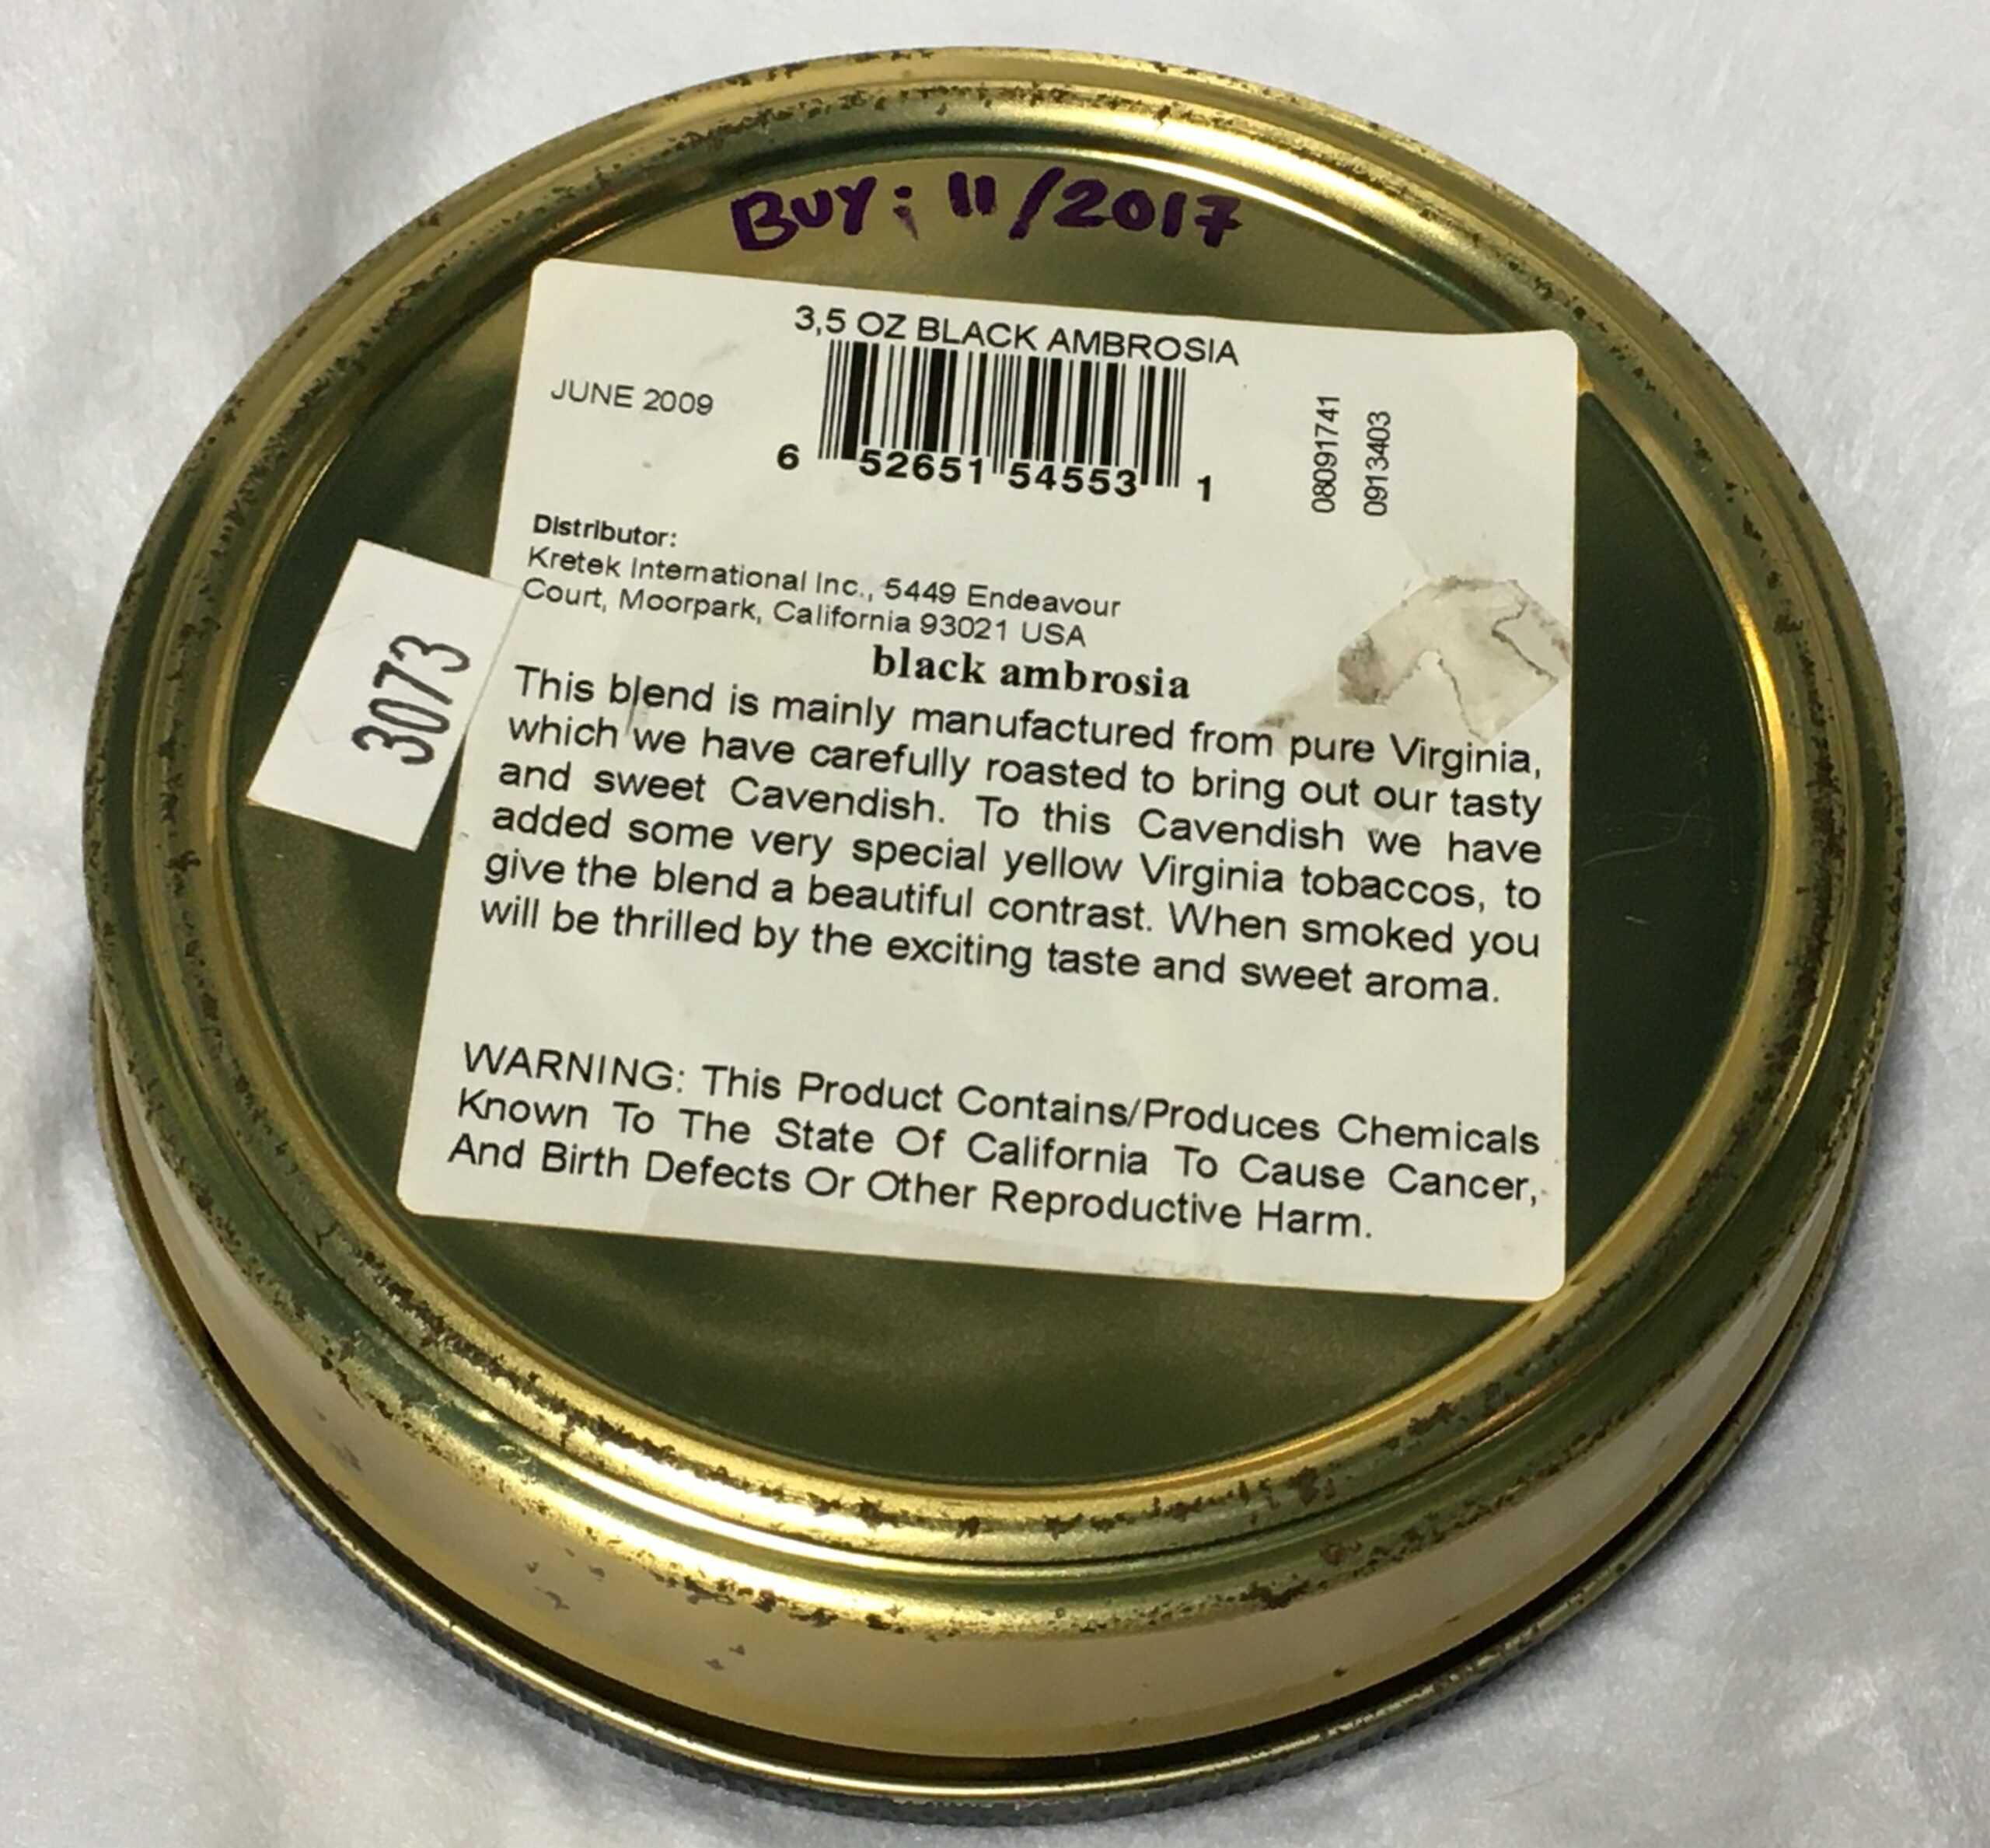 BUY: 11/2017
3,5 OZ BLACK AMBROSIA
JUNE 2009
6 52651 54553 1
08091741
0913403
Distributor:
Kretek International Inc., 5449 Endeavour
Court, Moorpark, California 93021 USA
3073
black ambrosia
This blend is mainly manufactured from pure Virginia,
which we have carefully roasted to bring out our tasty
and sweet Cavendish. To this Cavendish we have
added some very special yellow Virginia tobaccos, to
give the blend a beautiful contrast. When smoked you
will be thrilled by the exciting taste and sweet aroma.
WARNING: This Product Contains/Produces Chemicals
Known To The State Of California To Cause Cancer,
And Birth Defects Or Other Reproductive Harm.